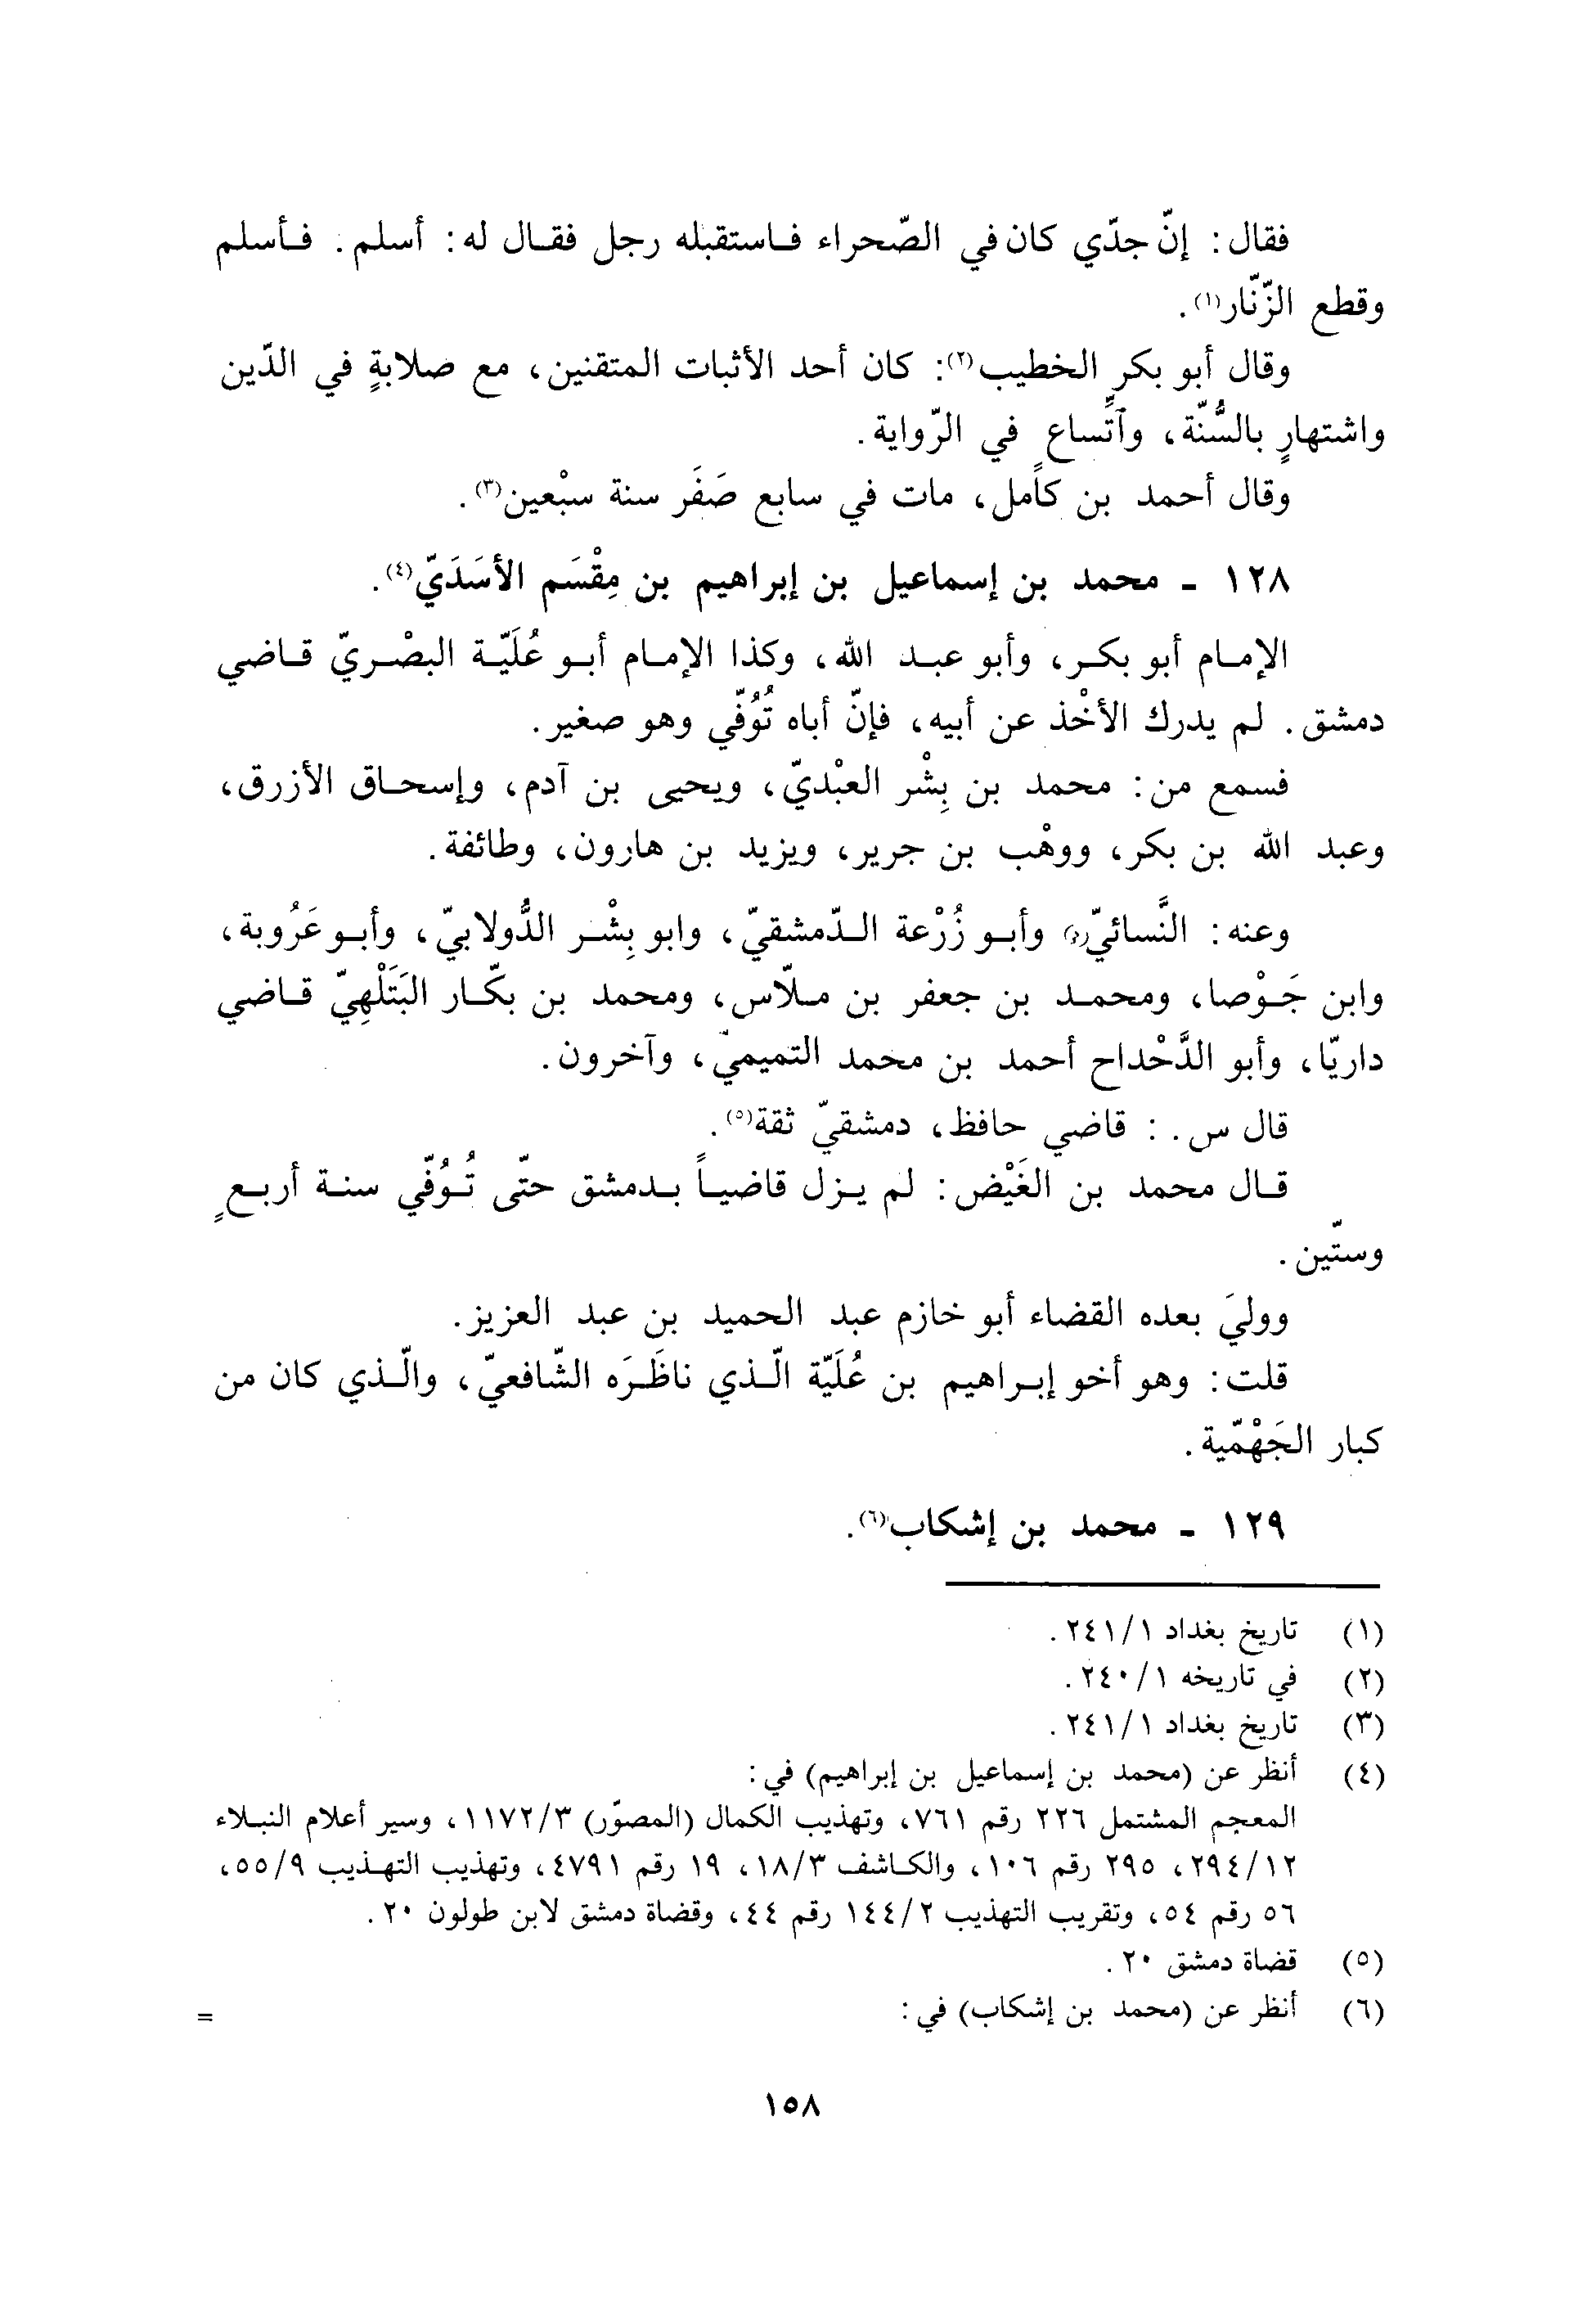 فقال: إنّ جدّي كان في الصّحراء فاستقبله رجل فقال له: أسلم. فأسلم
وقطع الزّنّار(١).
وقال أبو بكر الخطيب(٢): كان أحد الأثبات المتقنين، مع صلابةٍ في الدّين
واشتهارٍ بالسُّنّة، وآتّساعٍ في الرّواية.
وقال أحمد بن كامل، مات في سابع صَفَر سنة سبْعين(٣).
١٢٨ - محمد بن إسماعيل بن إبراهيم بن مِقْسَم الأسَدَيّ(٤).
الإمام أبو بكر، وأبو عبد الله، وكذا الإمام أبو عُلَيّة البصْريّ قاضي
دمشق. لم يدرك الأخْذ عن أبيه، فإنّ أباه تُوُفّي وهو صغير.
فسمع من: محمد بن بِشْر العبْديّ، ويحيى بن آدم، وإسحاق الأزرق،
وعبد الله بن بكر، ووهْب بن جرير، ويزيد بن هارون، وطائفة.
وعنه: النَّسائيّ(٤) وأبو زُرْعة الدّمشقيّ، وابو بِشْر الدُّولابيّ، وأبو عَرُوبة،
وابن جَوْصا، ومحمد بن جعفر بن ملّاس، ومحمد بن بكّار البَتَلْهِيّ قاضي
داريّا، وأبو الدَّحْداح أحمد بن محمد التميميّ، وآخرون.
قال س. : قاضي حافظ، دمشقيّ ثقة(٥).
قال محمد بن الغَيْض: لم يزل قاضياً بدمشق حتّى تُوُفّي سنة أربعٍ
وستّين.
ووليَ بعده القضاء أبو خازم عبد الحميد بن عبد العزيز.
قلت: وهو أخو إبراهيم بن عُلَيّة الّذي ناظَرَه الشّافعيّ، والّذي كان من
كبار الجَهْمّية.
١٢٩ - محمد بن إشكاب(٦).
(١) تاريخ بغداد ٢٤١/١.
(٢) في تاريخه ٢٤٠/١.
(٣) تاريخ بغداد ٢٤١/١.
(٤) أنظر عن (محمد بن إسماعيل بن إبراهيم) في:
المعجم المشتمل ٢٢٦ رقم ٧٦١، وتهذيب الكمال (المصوّر) ١١٧٢/٣، وسير أعلام النبلاء
٢٩٤/١٢، ٢٩٥ رقم ١٠٦، والكاشف ١٨/٣، ١٩ رقم ٤٧٩١، وتهذيب التهذيب ٥٥/٩،
٥٦ رقم ٥٤، وتقريب التهذيب ١٤٤/٢ رقم ٤٤، وقضاة دمشق لابن طولون ٢٠.
(٥) قضاة دمشق ٢٠.
(٦) أنظر عن (محمد بن إشكاب) في: =
١٥٨